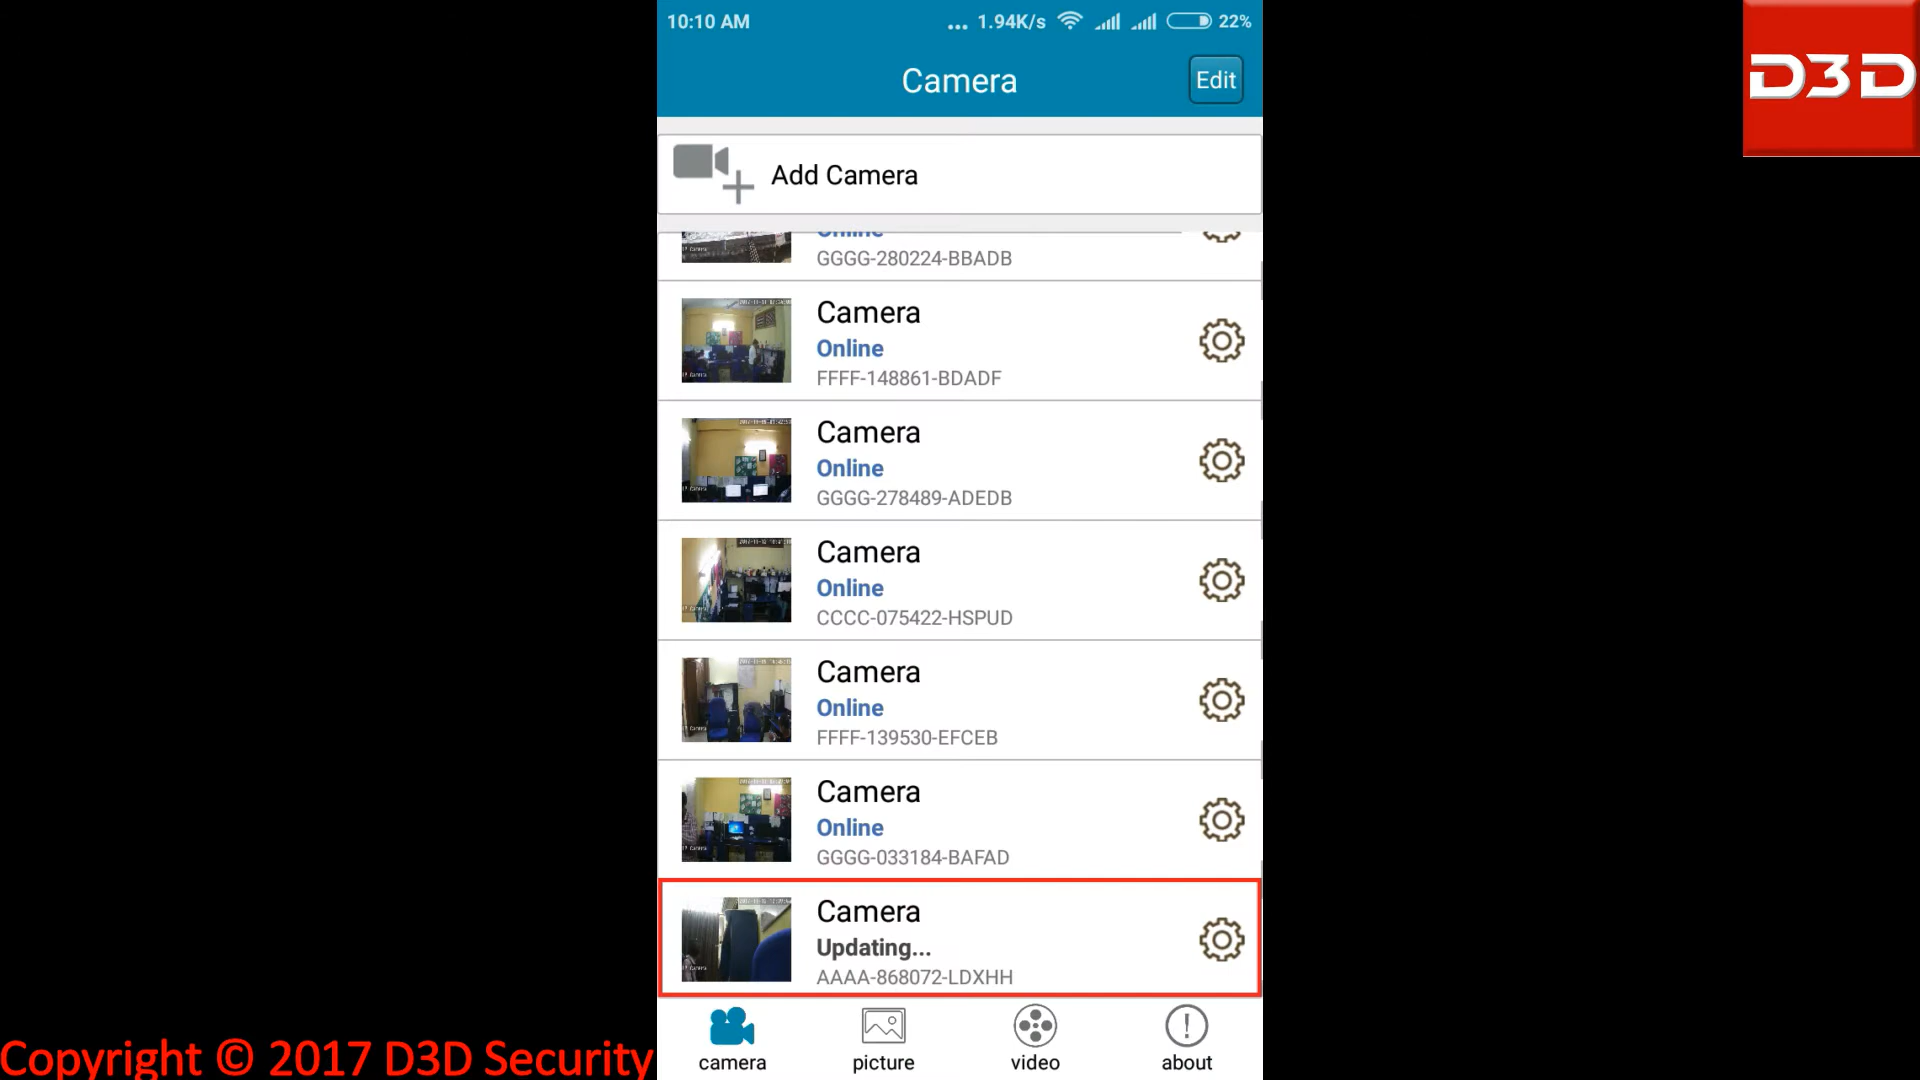 10:10 AM
... 1.94K/s 22%
D3D
Camera
Edit
Add Camera
Online
GGGG-280224-BBADB
Camera
Online
FFFF-148861-BDADF
Camera
Online
GGGG-278489-ADEDB
Camera
Online
CCCC-075422-HSPUD
Camera
Online
FFFF-139530-EFCEB
Camera
Online
GGGG-033184-BAFAD
Camera
Updating...
AAAA-868072-LDXHH
camera
picture
video
about
Copyright © 2017 D3D Security